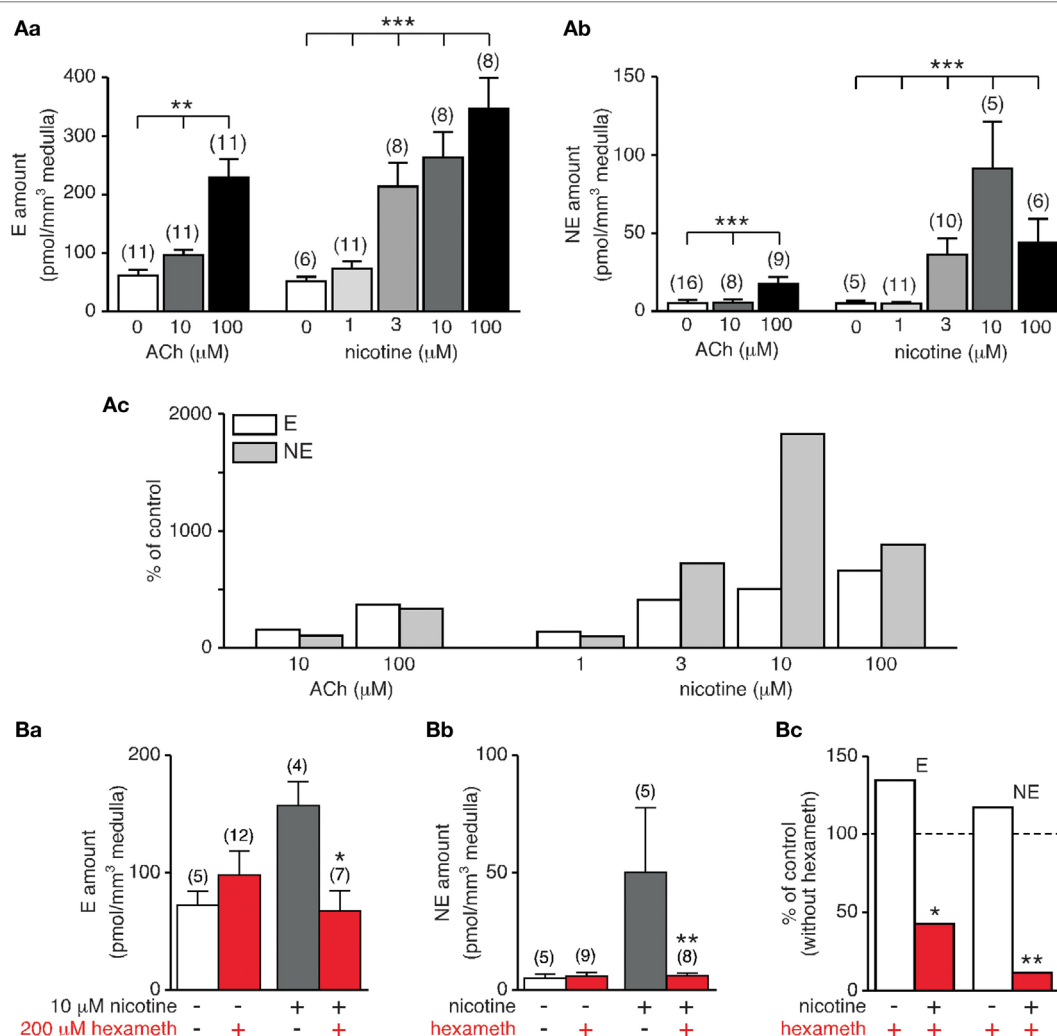 Aa
***
400
(8)
**
(8)
(8)
300
(11)
E amount
(pmol/mm³ medulla)
200
(11)
(11)
(11)
100
(6)
0
0 10 100
0 1 3 10 100
ACh (μM)
nicotine (μM)
Ab
***
150
(5)
NE amount
(pmol/mm³ medulla)
100
(6)
***
(10)
50
(16) (8) (9)
(5) (11)
0
0 10 100
0 1 3 10 100
ACh (μM)
nicotine (μM)
Ac
2000
E
NE
% of control
1000
0
10 100
1 3 10 100
ACh (μM)
nicotine (μM)
Ba
200
(4)
E amount
(pmol/mm³ medulla)
(12)
*
(5)
(7)
100
0
10 μM nicotine - - + +
200 μM hexameth - + - +
Bb
100
(5)
NE amount
(pmol/mm³ medulla)
50
**
(5) (9) (8)
0
nicotine - - + +
hexameth - + - +
Bc
150
E
NE
% of control
(without hexameth)
100
50
*
**
0
nicotine - + - +
hexameth + + + +